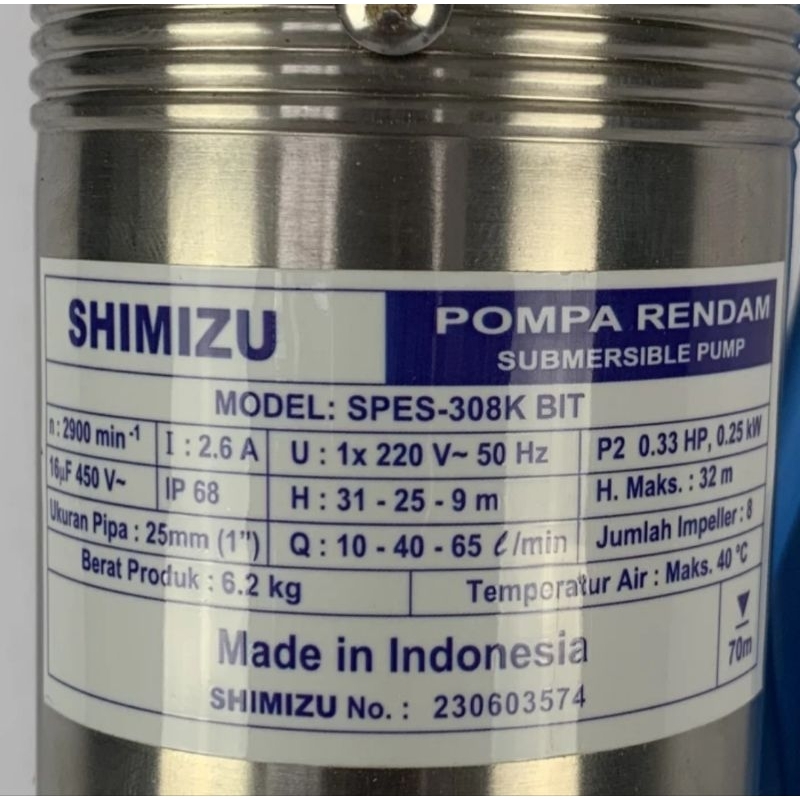 SHIMIZU
POMPA RENDAM
SUBMERSIBLE PUMP
MODEL: SPES-308K BIT
n : 2900 min⁻¹
I : 2.6 A
U : 1x 220 V~ 50 Hz
P2 0.33 HP, 0.25 kW
16µF 450 V~
IP 68
H : 31 - 25 - 9 m
H. Maks. : 32 m
Ukuran Pipa : 25mm (1")
Q : 10 - 40 - 65 ℓ/min
Jumlah Impeller : 8
Berat Produk : 6.2 kg
Temperatur Air : Maks. 40 °C
Made in Indonesia
70m
SHIMIZU No. : 230603574